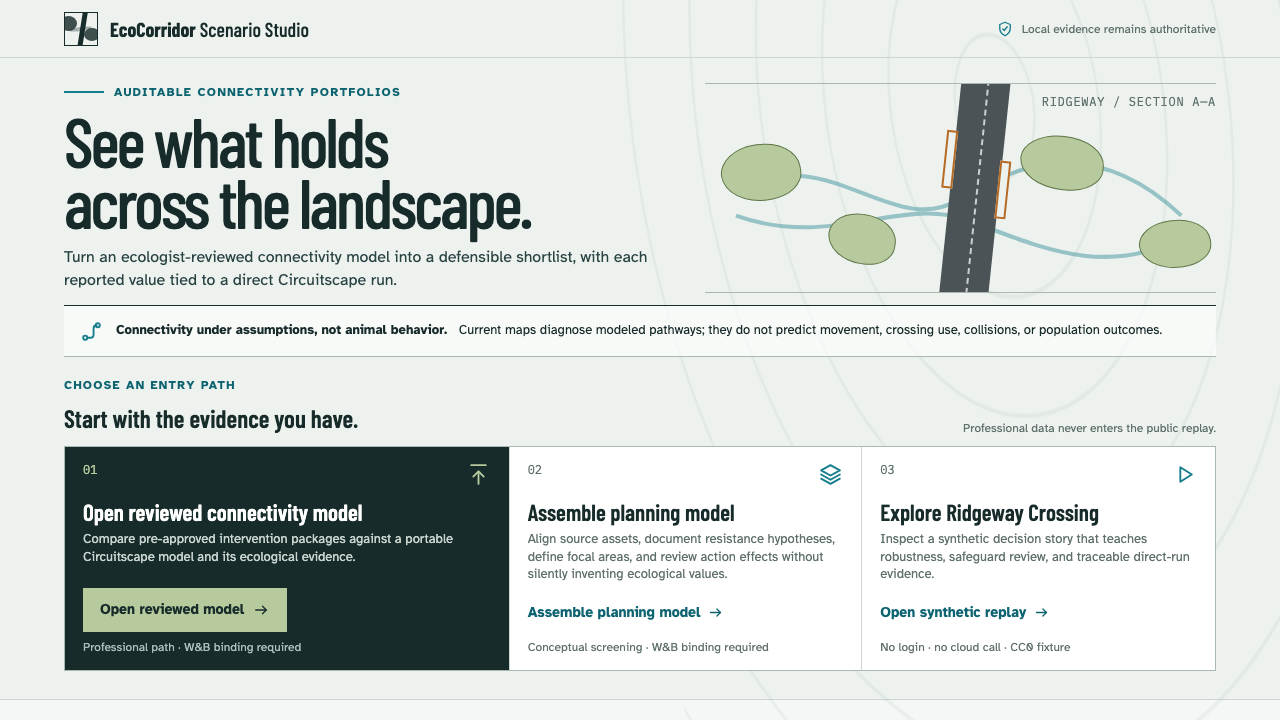 EcoCorridor Scenario Studio
Local evidence remains authoritative
AUDITABLE CONNECTIVITY PORTFOLIOS
See what holds
across the landscape.
Turn an ecologist-reviewed connectivity model into a defensible shortlist, with each
reported value tied to a direct Circuitscape run.
RIDGEWAY / SECTION A—A
Connectivity under assumptions, not animal behavior. Current maps diagnose modeled pathways; they do not predict movement, crossing use, collisions, or population outcomes.
CHOOSE AN ENTRY PATH
Start with the evidence you have.
Professional data never enters the public replay.
01
Open reviewed connectivity model
Compare pre-approved intervention packages against a portable
Circuitscape model and its ecological evidence.
Open reviewed model →
Professional path · W&B binding required
02
Assemble planning model
Align source assets, document resistance hypotheses,
define focal areas, and review action effects without
silently inventing ecological values.
Assemble planning model →
Conceptual screening · W&B binding required
03
Explore Ridgeway Crossing
Inspect a synthetic decision story that teaches
robustness, safeguard review, and traceable direct-run
evidence.
Open synthetic replay →
No login · no cloud call · CC0 fixture